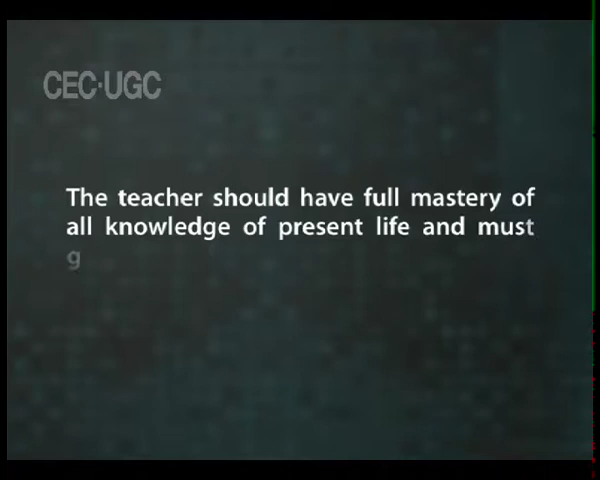 CEC-UGC
The teacher should have full mastery of
all knowledge of present life and must
g